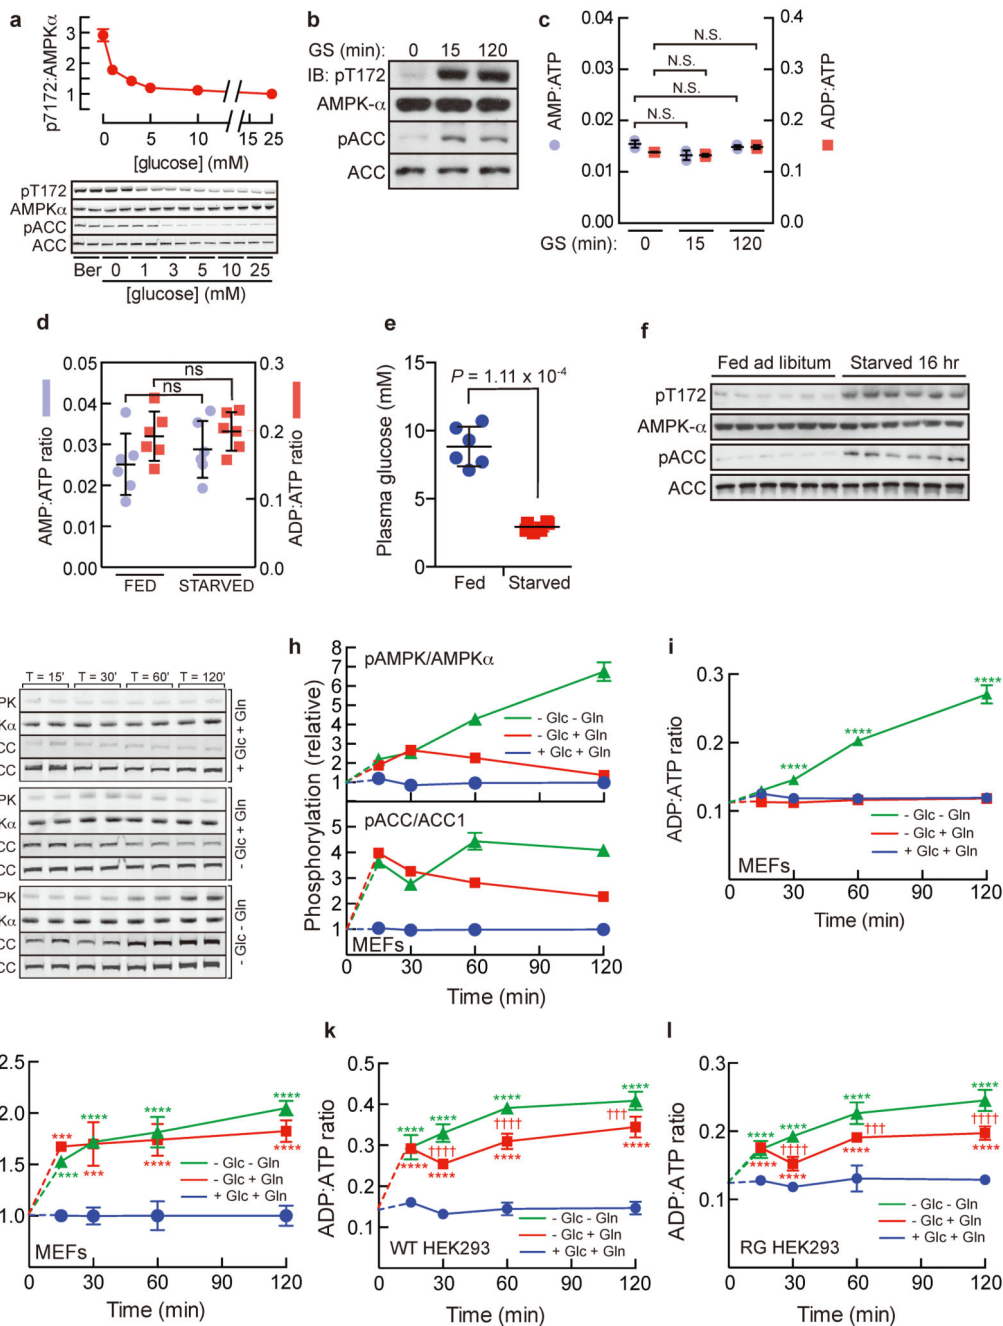 a
p7172:AMPKα
3
2
1
0
5
10
15
25
[glucose] (mM)
pT172
AMPKα
pACC
ACC
Ber 0 1 3 5 10 25
[glucose] (mM)
b
GS (min): 0 15 120
IB: pT172
AMPK-α
pACC
ACC
c
AMP:ATP
0.04
0.03
0.02
0.01
0.00
N.S.
N.S.
N.S.
N.S.
0.4
0.3
0.2
0.1
0.0
ADP:ATP
GS (min): 0 15 120
d
AMP:ATP ratio
0.05
0.04
0.03
0.02
0.01
0.00
ns
ns
0.3
0.2
0.1
0.0
ADP:ATP ratio
FED STARVED
e
Plasma glucose (mM)
15
10
5
0
P = 1.11 x 10-4
Fed Starved
f
Fed ad libitum Starved 16 hr
pT172
AMPK-α
pACC
ACC
T = 15' T = 30' T = 60' T = 120'
PK
Kα
CC
CC
+ Glc + Gln
PK
Kα
CC
CC
- Glc + Gln
PK
Kα
CC
CC
- Glc - Gln
h
Phosphorylation (relative)
8
7
6
5
4
3
2
1
pAMPK/AMPKα
- Glc - Gln
- Glc + Gln
+ Glc + Gln
5
4
3
2
1
pACC/ACC1
MEFs
0 30 60 90 120
Time (min)
i
ADP:ATP ratio
0.3
0.2
0.1
****
****
****
- Glc - Gln
- Glc + Gln
+ Glc + Gln
MEFs
0 30 60 90 120
Time (min)
2.5
2.0
1.5
1.0
****
****
****
***
***
***
****
****
- Glc - Gln
- Glc + Gln
+ Glc + Gln
MEFs
0 30 60 90 120
Time (min)
k
ADP:ATP ratio
0.5
0.4
0.3
0.2
0.1
****
****
****
****
††††
††††
†††
****
****
****
****
- Glc - Gln
- Glc + Gln
+ Glc + Gln
WT HEK293
0 30 60 90 120
Time (min)
l
ADP:ATP ratio
0.3
0.2
0.1
****
****
****
****
††††
†††
††††
****
****
****
****
- Glc - Gln
- Glc + Gln
+ Glc + Gln
RG HEK293
0 30 60 90 120
Time (min)